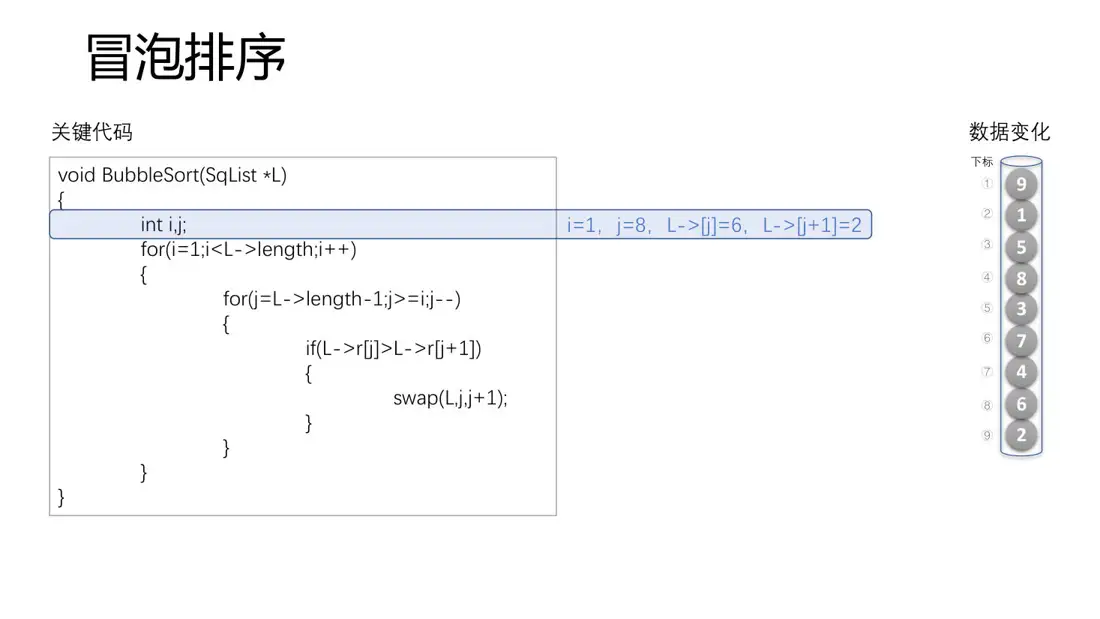 冒泡排序
关键代码
数据变化
void BubbleSort(SqList *L)
{
int i,j;
i=1, j=8, L->[j]=6, L->[j+1]=2
for(i=1;i<L->length;i++)
{
for(j=L->length-1;j>=i;j--)
{
if(L->r[j]>L->r[j+1])
{
swap(L,j,j+1);
}
}
}
}
下标
① 9
② 1
③ 5
④ 8
⑤ 3
⑥ 7
⑦ 4
⑧ 6
⑨ 2